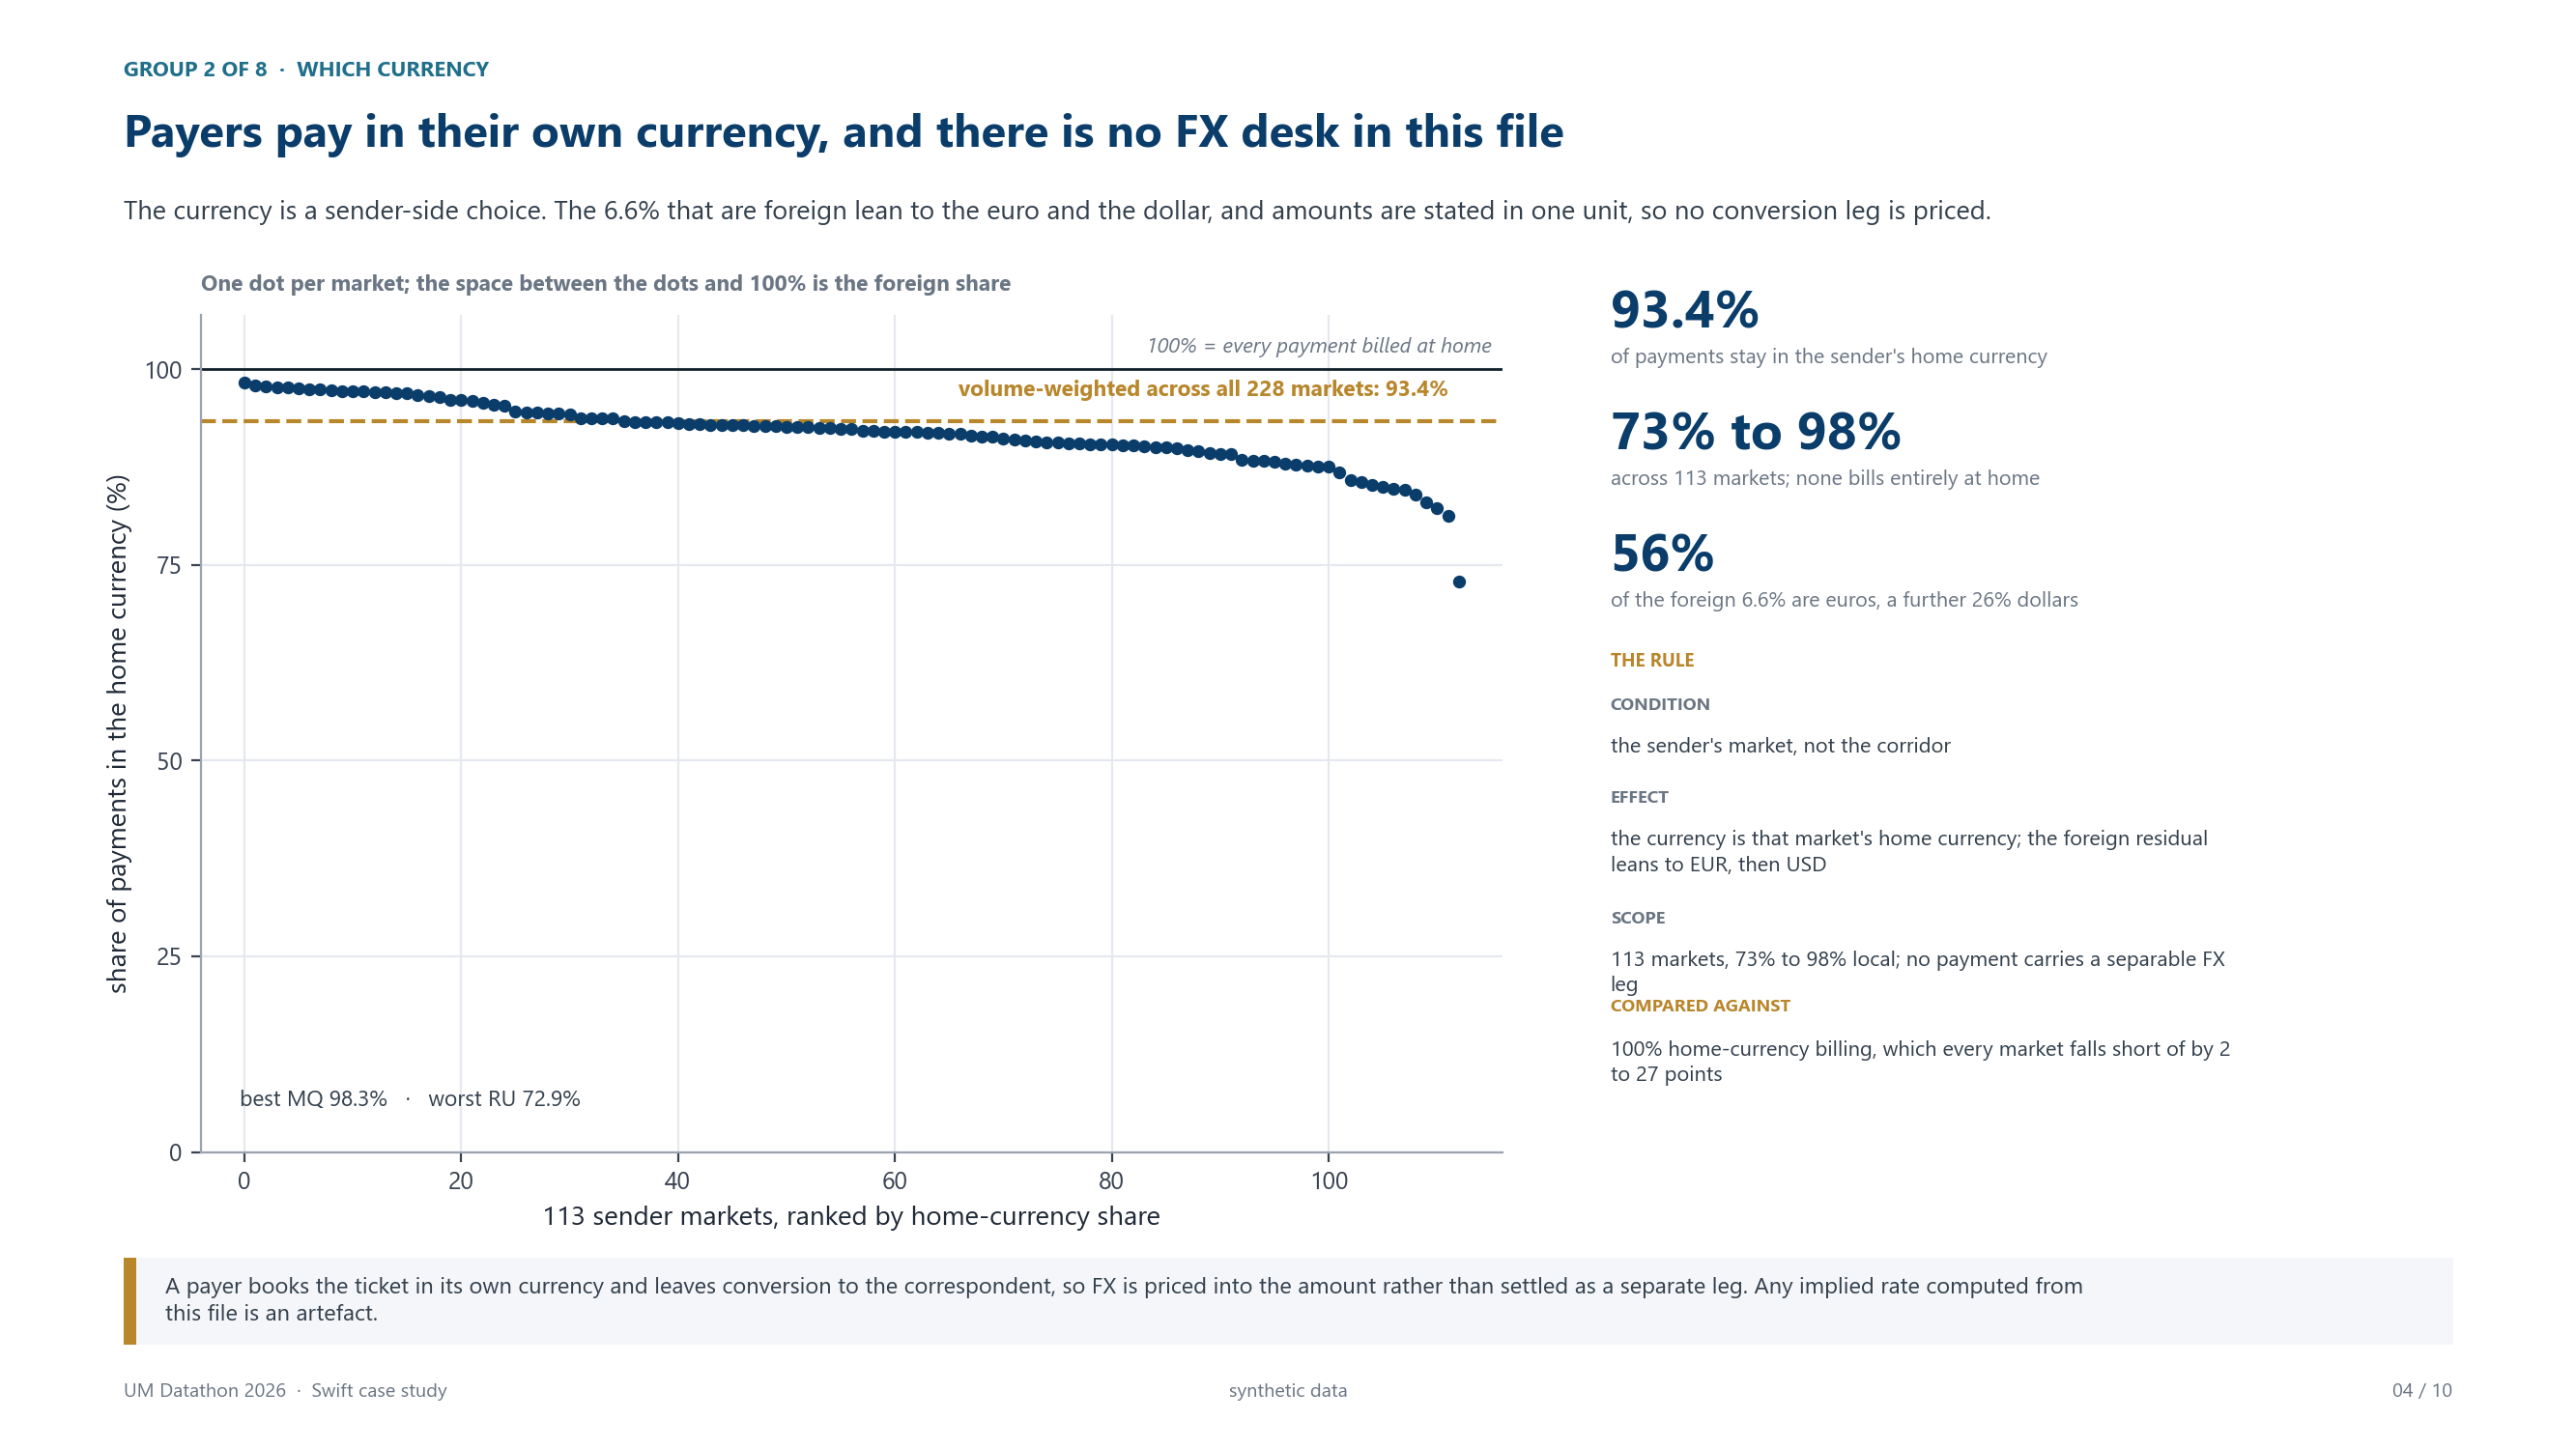 GROUP 2 OF 8 · WHICH CURRENCY
Payers pay in their own currency, and there is no FX desk in this file
The currency is a sender-side choice. The 6.6% that are foreign lean to the euro and the dollar, and amounts are stated in one unit, so no conversion leg is priced.
One dot per market; the space between the dots and 100% is the foreign share
100% = every payment billed at home
volume-weighted across all 228 markets: 93.4%
share of payments in the home currency (%)
100
75
50
25
0
best MQ 98.3% · worst RU 72.9%
0 20 40 60 80 100
113 sender markets, ranked by home-currency share
93.4%
of payments stay in the sender's home currency
73% to 98%
across 113 markets; none bills entirely at home
56%
of the foreign 6.6% are euros, a further 26% dollars
THE RULE
CONDITION
the sender's market, not the corridor
EFFECT
the currency is that market's home currency; the foreign residual
leans to EUR, then USD
SCOPE
113 markets, 73% to 98% local; no payment carries a separable FX
leg
COMPARED AGAINST
100% home-currency billing, which every market falls short of by 2
to 27 points
A payer books the ticket in its own currency and leaves conversion to the correspondent, so FX is priced into the amount rather than settled as a separate leg. Any implied rate computed from
this file is an artefact.
UM Datathon 2026 · Swift case study
synthetic data
04 / 10